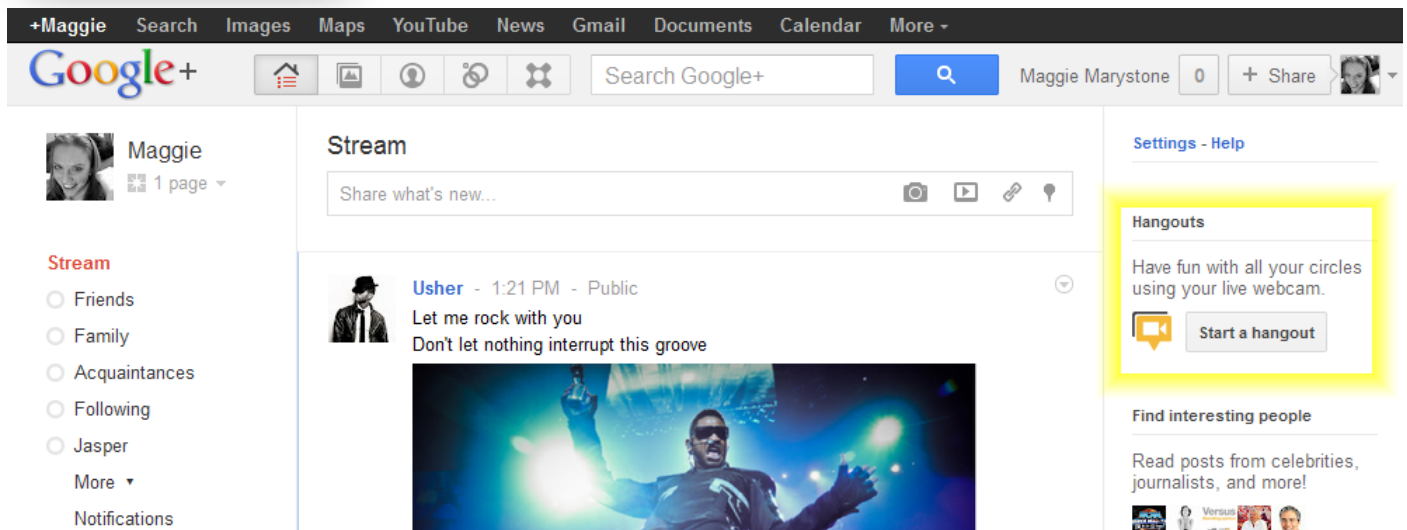 +Maggie Search Images Maps YouTube News Gmail Documents Calendar More
Google+
Search Google+
Maggie Marystone 0 + Share
Maggie
1 page
Stream
Friends
Family
Acquaintances
Following
Jasper
More
Notifications
Stream
Share what's new...
Usher - 1:21 PM - Public
Let me rock with you
Don't let nothing interrupt this groove
Settings - Help
Hangouts
Have fun with all your circles
using your live webcam.
Start a hangout
Find interesting people
Read posts from celebrities,
journalists, and more!
Versus